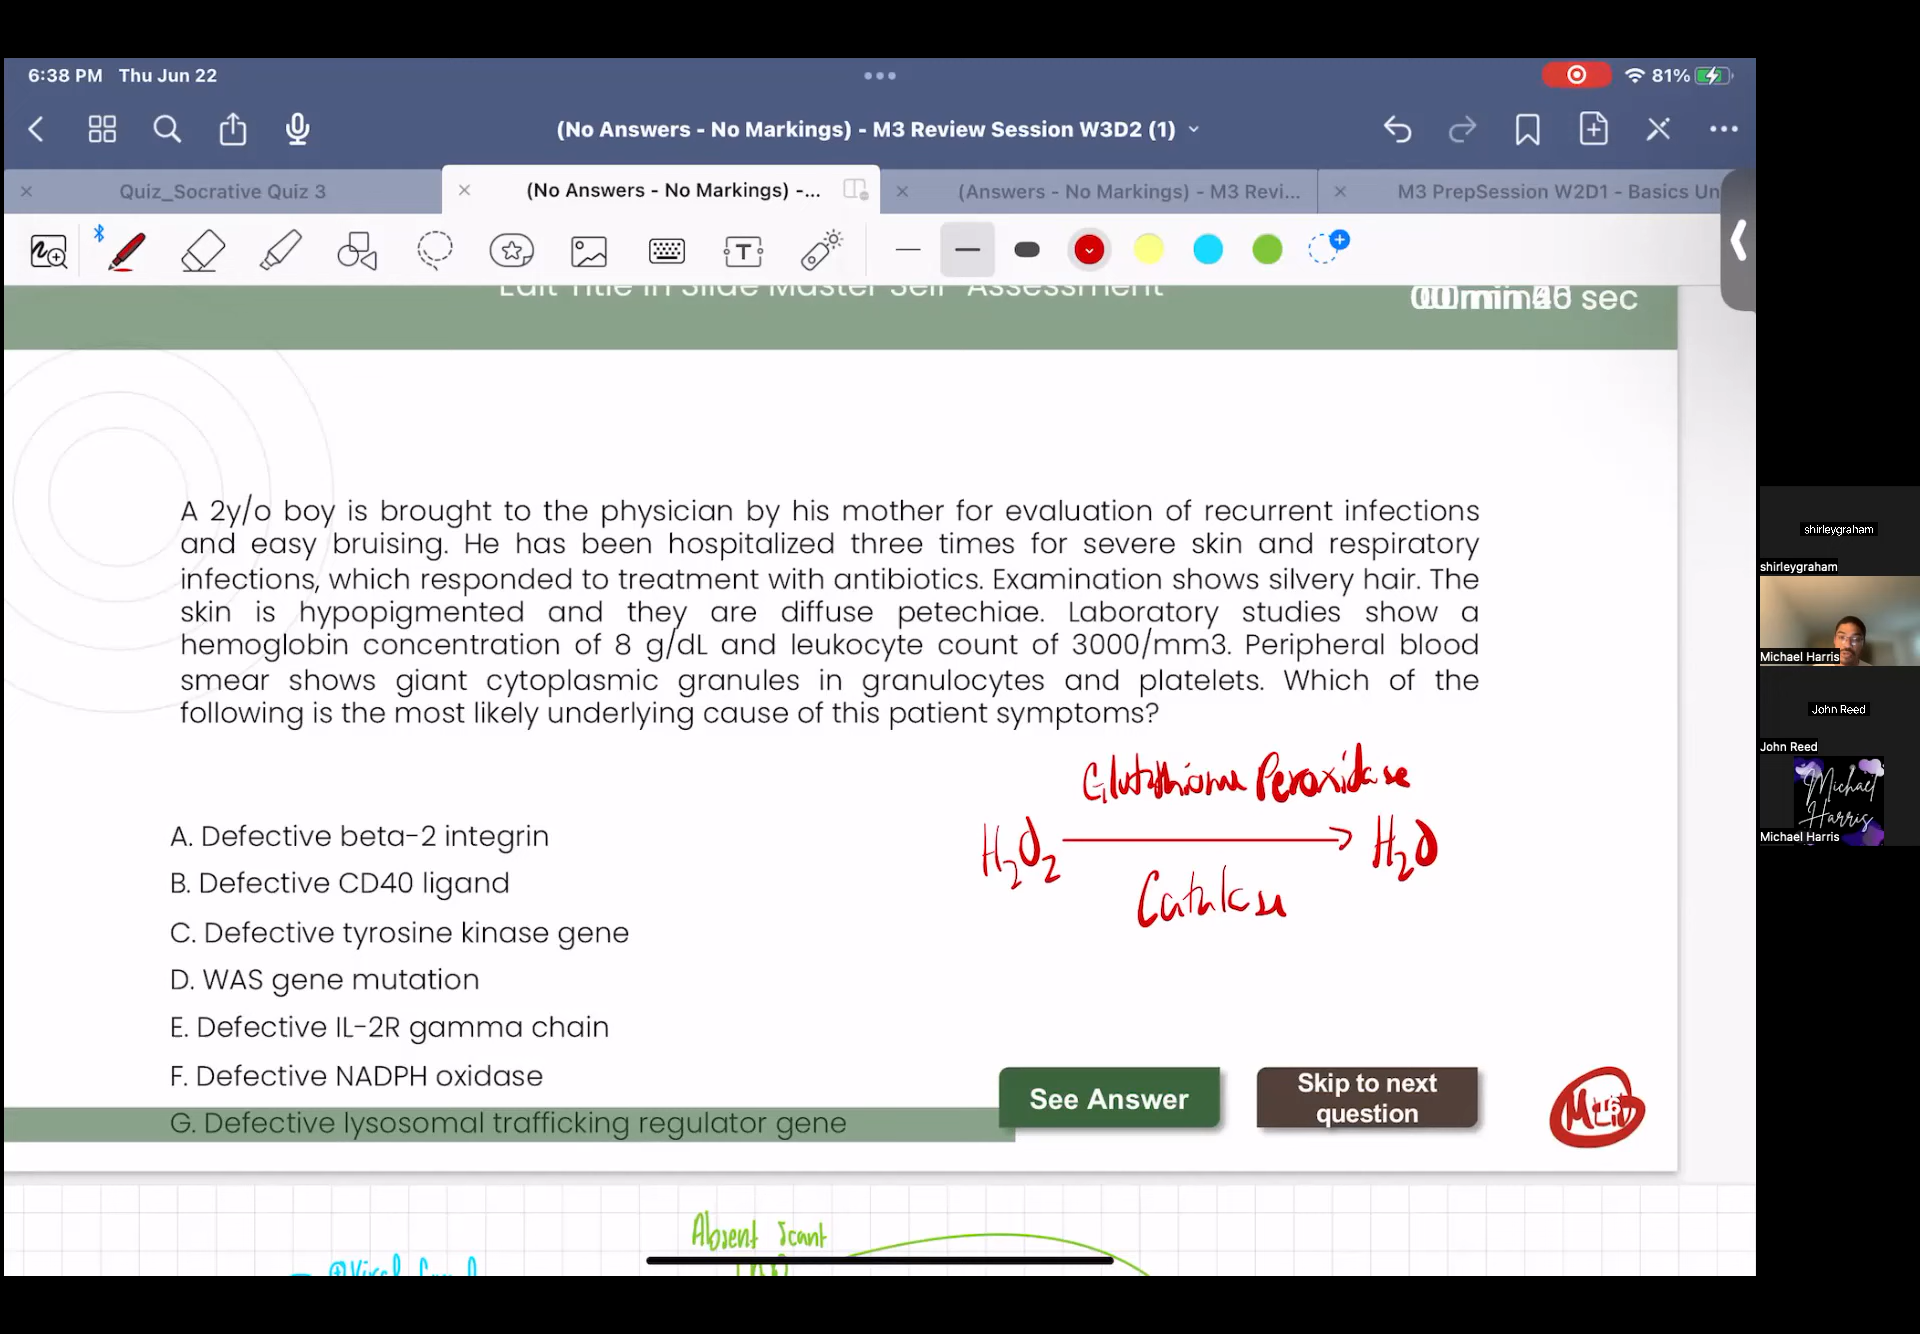 6:38 PM Thu Jun 22
81%
(No Answers - No Markings) - M3 Review Session W3D2 (1)
Quiz_Socrative Quiz 3
(No Answers - No Markings) -...
(Answers - No Markings) - M3 Revi...
M3 PrepSession W2D1 - Basics Un
T
Edit Title in Slide Master Self-Assessment
sec
A 2y/o boy is brought to the physician by his mother for evaluation of recurrent infections
and easy bruising. He has been hospitalized three times for severe skin and respiratory
infections, which responded to treatment with antibiotics. Examination shows silvery hair. The
skin is hypopigmented and they are diffuse petechiae. Laboratory studies show a
hemoglobin concentration of 8 g/dL and leukocyte count of 3000/mm3. Peripheral blood
smear shows giant cytoplasmic granules in granulocytes and platelets. Which of the
following is the most likely underlying cause of this patient symptoms?
Glutathione Peroxidase
H2O2 → H2O
Catalase
A. Defective beta-2 integrin
B. Defective CD40 ligand
C. Defective tyrosine kinase gene
D. WAS gene mutation
E. Defective IL-2R gamma chain
F. Defective NADPH oxidase
G. Defective lysosomal trafficking regulator gene
See Answer
Skip to next
question
Absent Scant
shirleygraham
shirleygraham
Michael Harris
John Reed
John Reed
Michael
Harris
Michael Harris